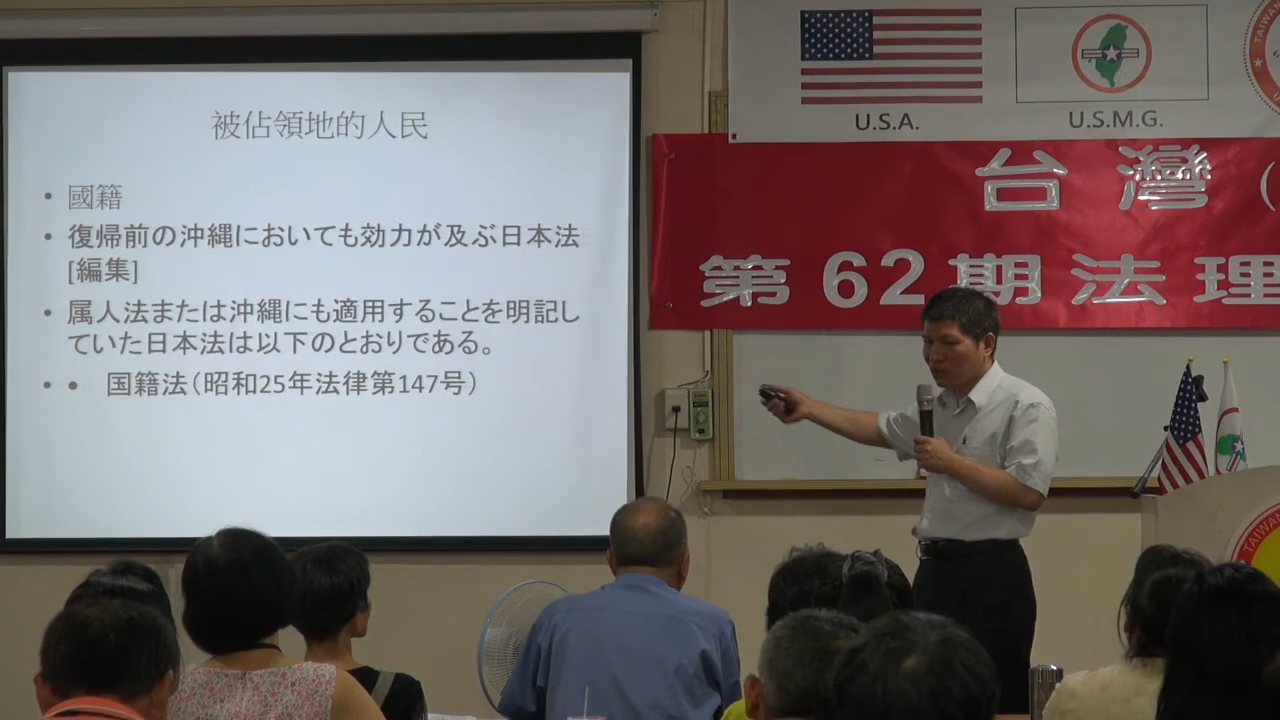 被佔領地的人民
• 國籍
• 復帰前の沖縄においても効力が及ぶ日本法
[編集]
• 属人法または沖縄にも適用することを明記し
ていた日本法は以下のとおりである。
• • 国籍法（昭和25年法律第147号）
U.S.A.
U.S.M.G.
TAIWAN
台灣（
第62期法理
TAIWAN